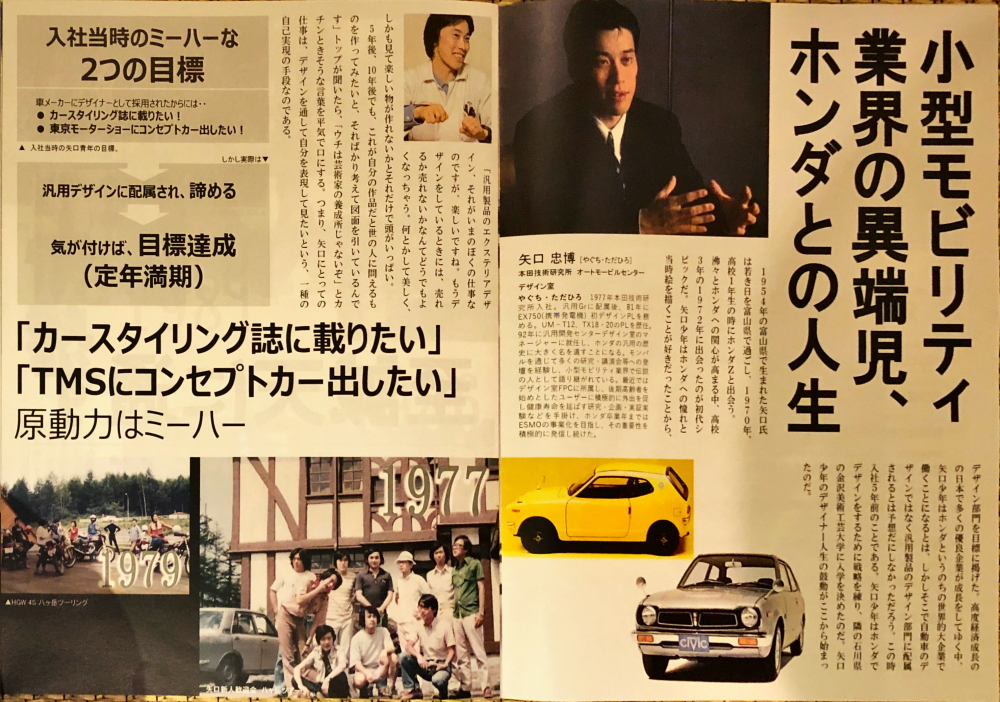 小型モビリティ
業界の異端児、
ホンダとの人生
矢口 忠博 [やぐち・ただひろ]
本田技術研究所 オートモービルセンター
デザイン室
やぐち・ただひろ 1977年本田技術研
究所入社。汎用Grに配属後、81年に
EX750(携帯発電機)初デザインPLを務
める。UM-T12、TX18・20のPLを歴任。
92年に汎用開発センターデザイン室のマ
ネージャーに就任し、ホンダの汎用の歴
史に大きく名を遺すことになる。モンパ
ルを通じて多くの研究・講演会等への登
壇を経験し、小型モビリティ業界で伝説
の人として語り継がれている。最近では
デザイン室FPCに所属し、後期高齢者を
始めとしたユーザーに積極的に外出を促
し健康寿命を延ばす研究・企画・実証実
験などを手掛け、ホンダ卒業年までは
ESMOの事業化を目指し、その重要性を
積極的に発信し続けた。
1954年の富山県で生まれた矢口氏
は若き日を富山県で過ごし、1970年、
高校1年生の時にホンダZと出会う。
沸々とホンダへの関心が高まる中、高校
3年の1972年に出会ったのが初代シ
ビックだ。矢口少年はホンダへの憧れと
当時絵を描くことが好きだったことから、
デザイン部門を目標に掲げた。高度経済成長の
の日本で多くの優良企業が成長をしてゆく中、
矢口少年はホンダというのちの世界的大企業で
働くことになるとは、しかしそこで自動車のデ
ザインではなく汎用製品のデザイン部門に配属
されるとは予想だにしなかっただろう。この時
入社5年前のことである。矢口少年はホンダで
デザインをするために戦略を練り、隣の石川県
の金沢美術工芸大学に入学を決めたのだ。矢口
少年のデザイナー人生の鼓動がここから始まっ
たのだ。
civic
入社当時のミーハーな
2つの目標
車メーカーにデザイナーとして採用されたからには・・
● カースタイリング誌に載りたい！
● 東京モーターショーにコンセプトカー出したい！
▲ 入社当時の矢口青年の目標。
しかし実際は▼
汎用デザインに配属され、諦める
気が付けば、目標達成
(定年満期)
「汎用製品のエクステリアデザ
イン、それがいまのぼくの仕事な
のですが、楽しいですね。もうデ
ザインをしているときには、売れ
るか売れないかなんてどうでもよ
くなっちゃう。何とかして美しく、
しかも見て楽しい物が作れないかとそれだけで頭がいっぱい。
5年後、10年後でも、これが自分の作品だと世の人に問えるも
のを作ってみたいと、そればかり考えて図面を引いているんで
す」トップが聞いたら、「ウチは芸術家の養成所じゃないぞ」とカ
チンときそうな言葉を平気で口にする。つまり、矢口にとっての
仕事は、デザインを通して自分を表現して見たいという、一種の
自己実現の手段なのである。
「カースタイリング誌に載りたい」
「TMSにコンセプトカー出したい」
原動力はミーハー
1979
▲HGW 4S 八ヶ岳ツーリング
1977